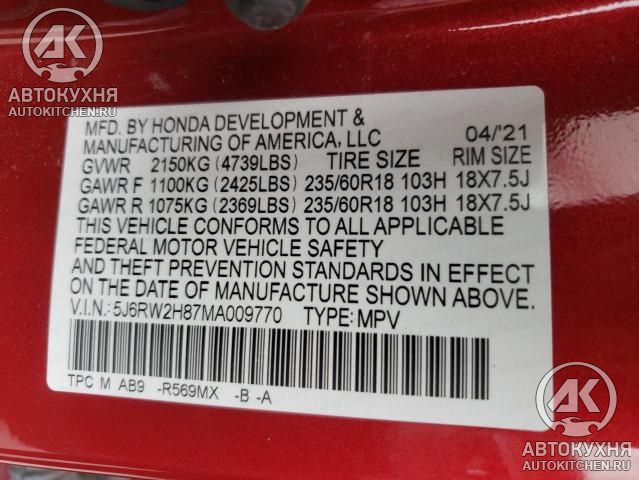 АК
АВТОКУХНЯ
AUTOKITCHEN.RU
MFD. BY HONDA DEVELOPMENT &
MANUFACTURING OF AMERICA, LLC 04/'21
GVWR 2150KG (4739LBS) TIRE SIZE RIM SIZE
GAWR F 1100KG (2425LBS) 235/60R18 103H 18X7.5J
GAWR R 1075KG (2369LBS) 235/60R18 103H 18X7.5J
THIS VEHICLE CONFORMS TO ALL APPLICABLE
FEDERAL MOTOR VEHICLE SAFETY
AND THEFT PREVENTION STANDARDS IN EFFECT
ON THE DATE OF MANUFACTURE SHOWN ABOVE.
V.I.N.: 5J6RW2H87MA009770 TYPE: MPV
TPC M AB9 -R569MX -B -A
АК
АВТОКУХНЯ
AUTOKITCHEN.RU